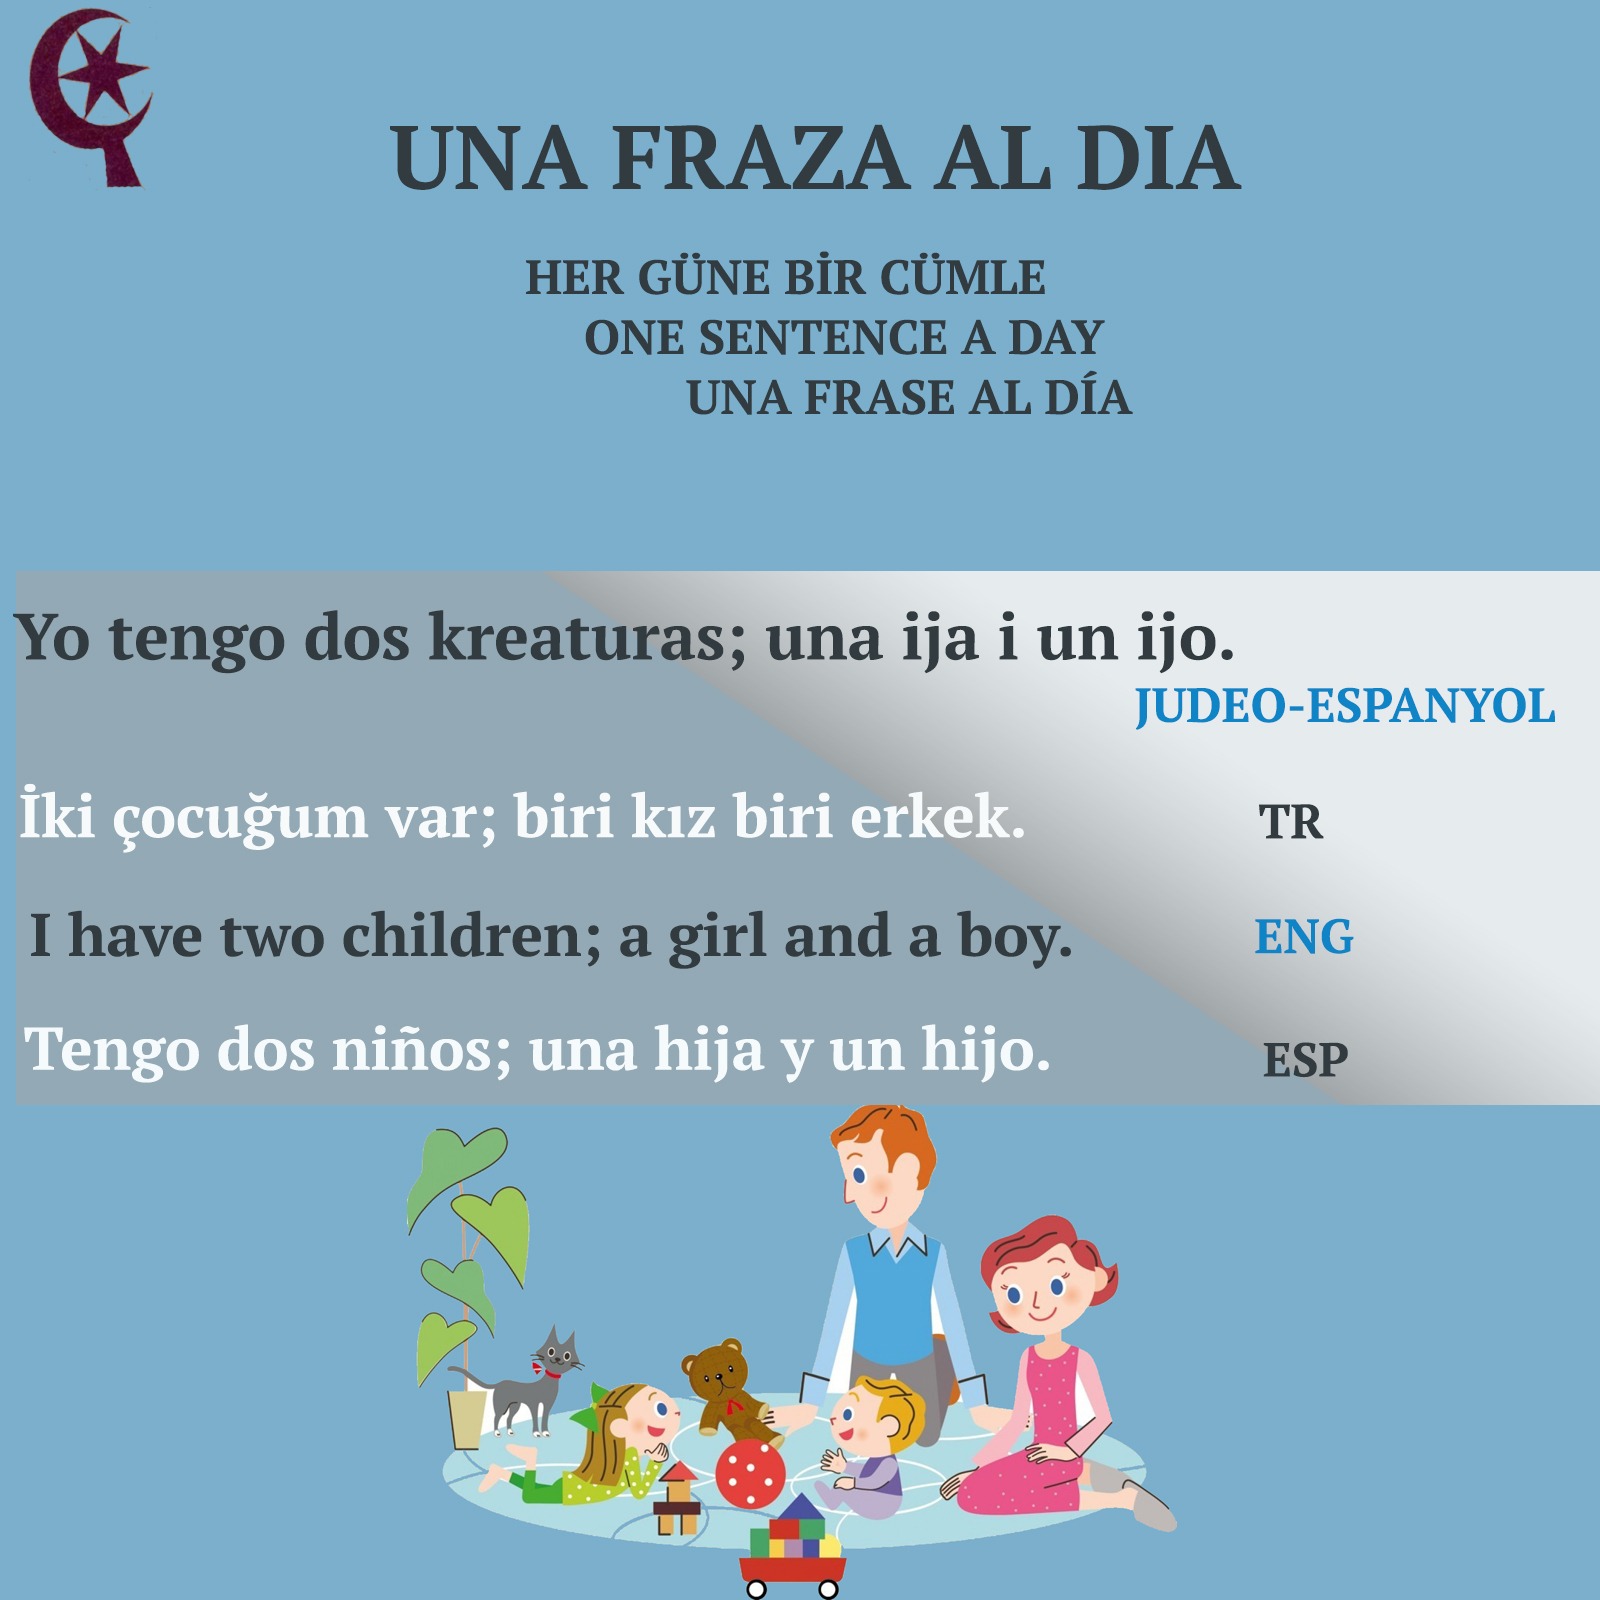 UNA FRAZA AL DIA
HER GÜNE BİR CÜMLE
ONE SENTENCE A DAY
UNA FRASE AL DÍA
Yo tengo dos kreaturas; una ija i un ijo.
JUDEO-ESPANYOL
İki çocuğum var; biri kız biri erkek.
TR
I have two children; a girl and a boy.
ENG
Tengo dos niños; una hija y un hijo.
ESP